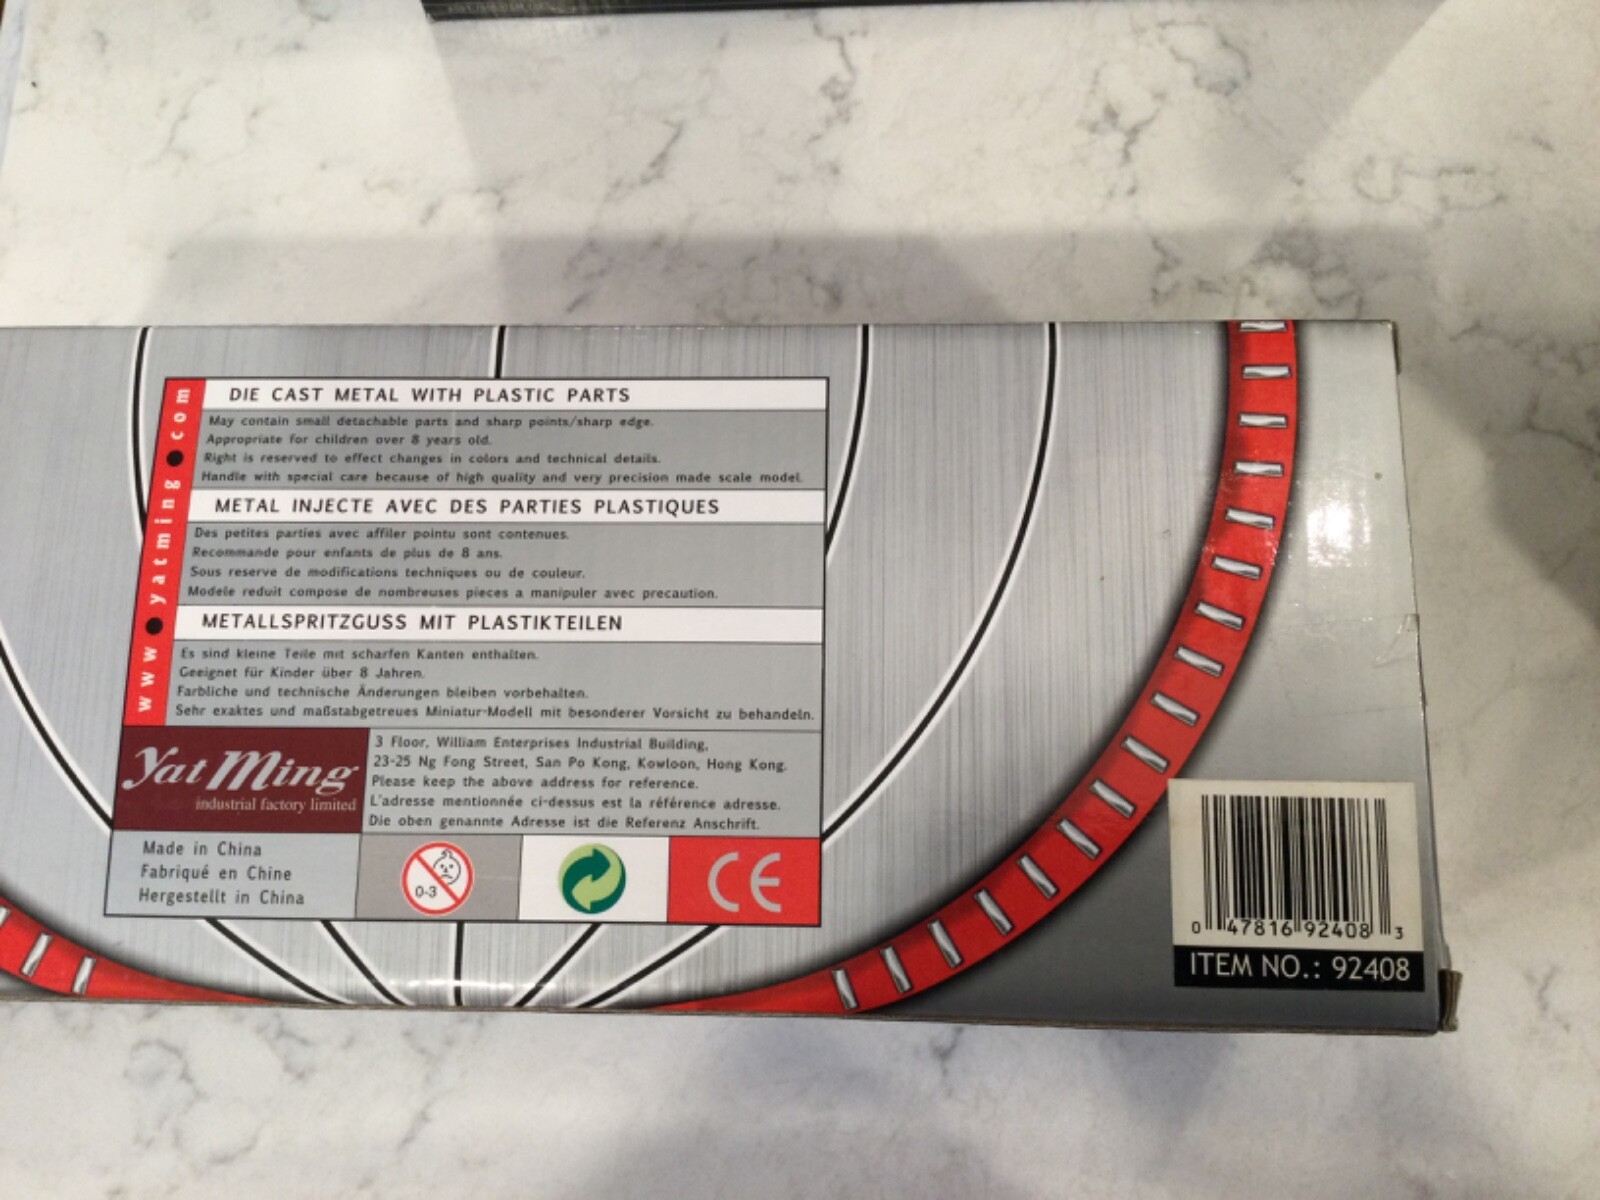 www.yatming.com
DIE CAST METAL WITH PLASTIC PARTS
May contain small detachable parts and sharp points/sharp edge.
Appropriate for children over 8 years old.
Right is reserved to effect changes in colors and technical details.
Handle with special care because of high quality and very precision made scale model.
METAL INJECTE AVEC DES PARTIES PLASTIQUES
Des petites parties avec affiler pointu sont contenues.
Recommande pour enfants de plus de 8 ans.
Sous reserve de modifications techniques ou de couleur.
Modele reduit compose de nombreuses pieces a manipuler avec precaution.
METALLSPRITZGUSS MIT PLASTIKTEILEN
Es sind kleine Teile mit scharfen Kanten enthalten.
Geeignet für Kinder über 8 Jahren.
Farbliche und technische Änderungen bleiben vorbehalten.
Sehr exaktes und maßstabgetreues Miniatur-Modell mit besonderer Vorsicht zu behandeln.
Yat Ming
industrial factory limited
3 Floor, William Enterprises Industrial Building,
23-25 Ng Fong Street, San Po Kong, Kowloon, Hong Kong.
Please keep the above address for reference.
L'adresse mentionnée ci-dessus est la référence adresse.
Die oben genannte Adresse ist die Referenz Anschrift.
Made in China
Fabriqué en Chine
Hergestellt in China
0-3
CE
0 47816 92408 3
ITEM NO.: 92408